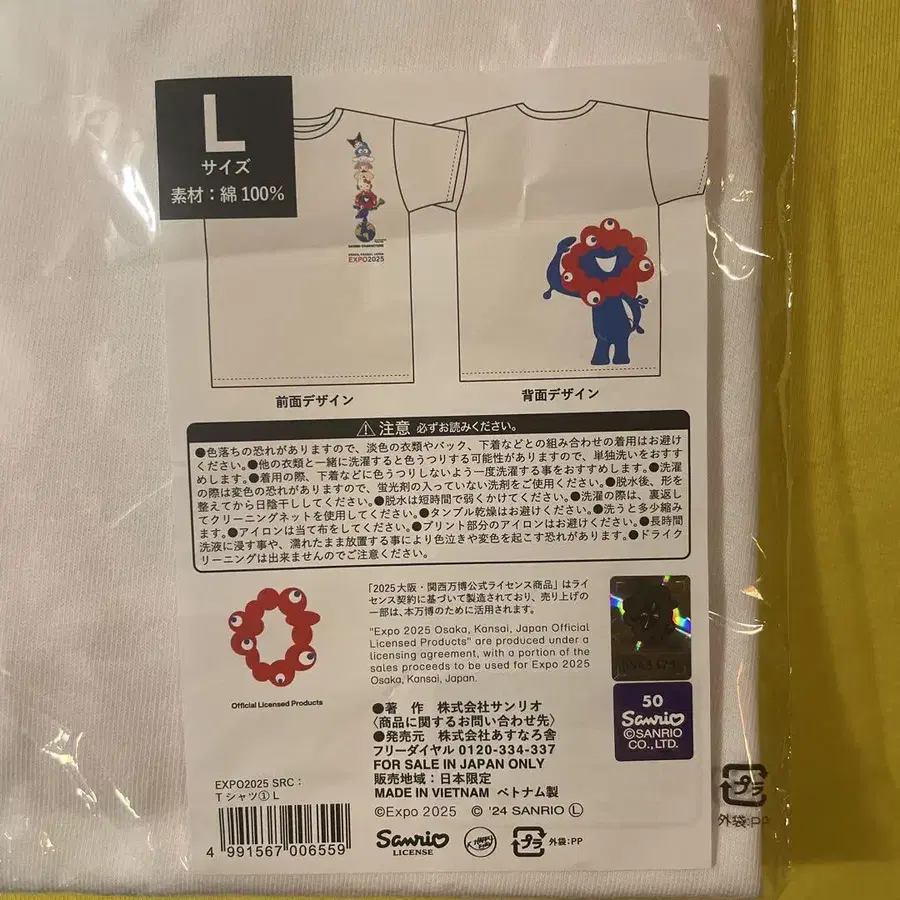 L
サイズ
素材：綿100%
EXPO2025
前面デザイン
背面デザイン
注意 必ずお読みください。
●色落ちの恐れがありますので、淡色の衣類やバック、下着などとの組み合わせの着用はお避け
ください。●他の衣類と一緒に洗濯すると色うつりする可能性がありますので、単独洗いをおすす
めします。●着用の際、下着などに色うつりしないよう一度洗濯する事をおすすめします。●洗濯
の際は変色の恐れがありますので、蛍光剤の入っていない洗剤をご使用ください。●脱水後、形を
整えてから日陰干ししてください。●脱水は短時間で弱くかけてください。●洗濯の際は、裏返し
てクリーニングネットを使用してください。●タンブル乾燥はお避けください。●洗うと多少縮み
ます。●アイロンは当て布をしてください。●プリント部分のアイロンはお避けください。●長時間
洗液に浸す事や、濡れたまま放置する事により色泣きや変色を起こす恐れがあります。●ドライク
リーニングは出来ませんのでご注意ください。
「2025大阪・関西万博公式ライセンス商品」はライ
センス契約に基づいて製造されており、売り上げの
一部は、本万博のために活用されます。
"Expo 2025 Osaka, Kansai, Japan Official
Licensed Products" are produced under a
licensing agreement, with a portion of the
sales proceeds to be used for Expo 2025
Osaka, Kansai, Japan.
Official Licensed Products
●著　作　株式会社サンリオ
〈商品に関するお問い合わせ先〉
●発売元　株式会社あすなろ舎
フリーダイヤル 0120-334-337
FOR SALE IN JAPAN ONLY
販売地域：日本限定
MADE IN VIETNAM ベトナム製
©Expo 2025 © '24 SANRIO Ⓛ
50
Sanrio
©SANRIO
CO., LTD.
EXPO2025 SRC：
Tシャツ① L
4 991567 006559
Sanrio
LICENSE
プラ
外装:PP
プラ
外袋:PP